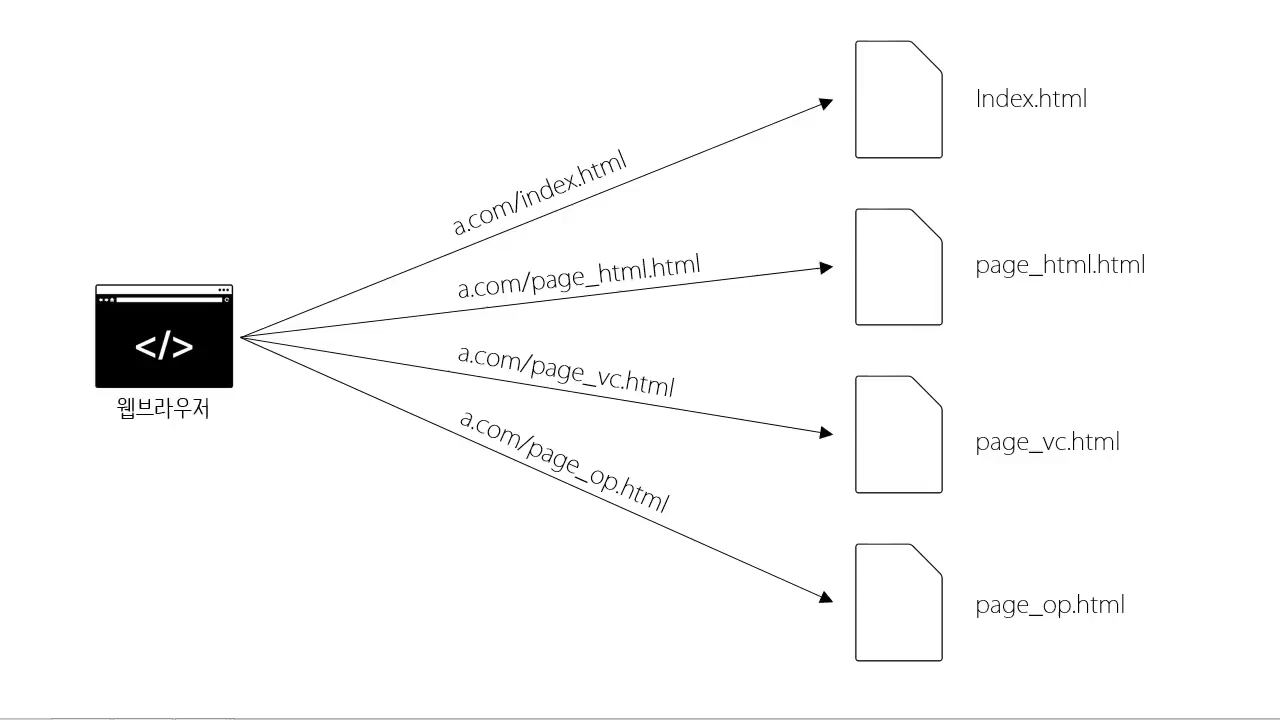 Index.html
a.com/index.html
a.com/page_html.html
page_html.html
</>
웹브라우저
a.com/page_vc.html
page_vc.html
a.com/page_op.html
page_op.html